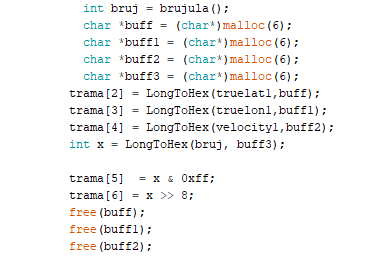 int bruj = brujula();
char *buff = (char*)malloc(6);
char *buff1 = (char*)malloc(6);
char *buff2 = (char*)malloc(6);
char *buff3 = (char*)malloc(6);
trama[2] = LongToHex(truelat1,buff);
trama[3] = LongToHex(truelon1,buff1);
trama[4] = LongToHex(velocity1,buff2);
int x = LongToHex(bruj, buff3);
trama[5]  = x & 0xff;
trama[6] = x >> 8;
free(buff);
free(buff1);
free(buff2);